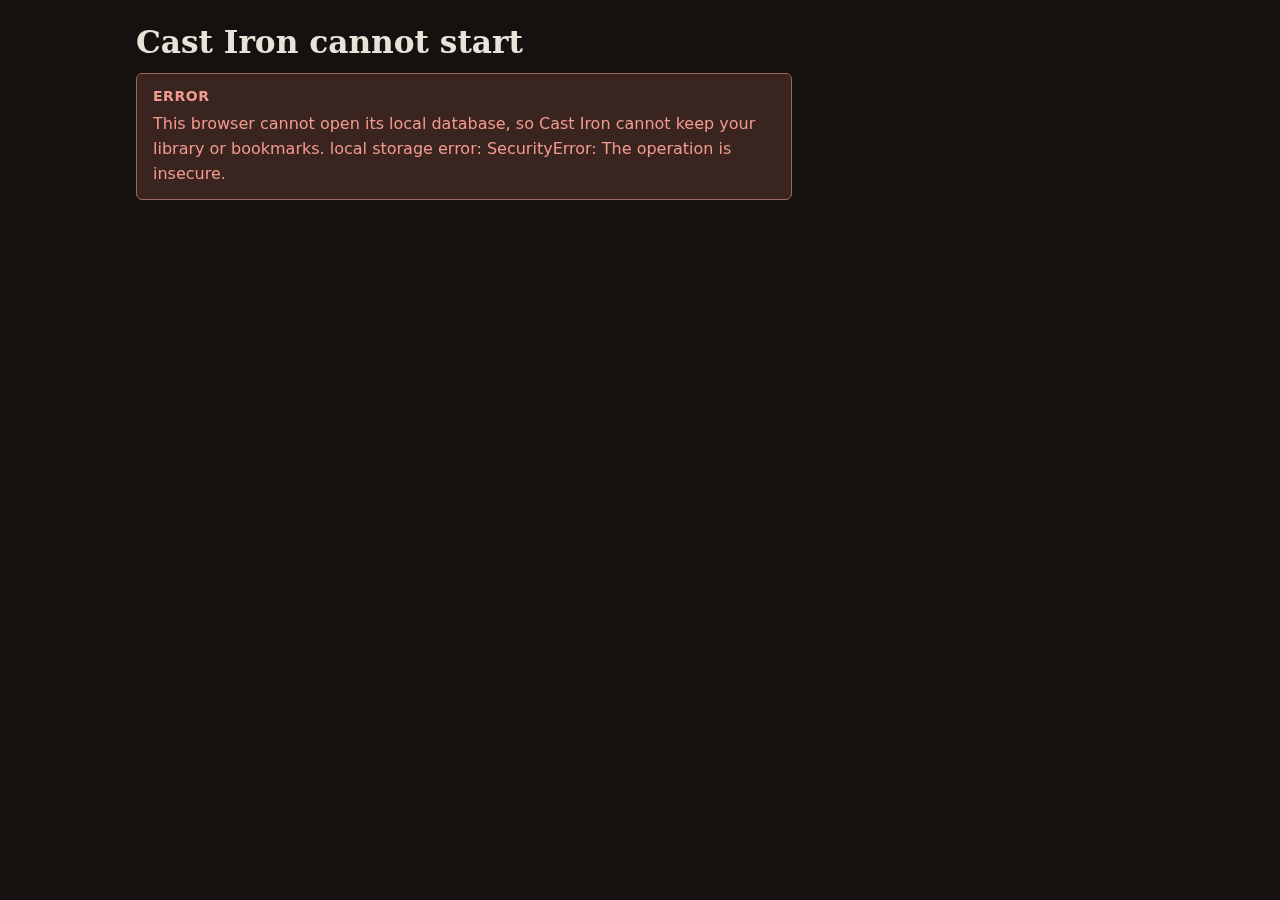 Cast Iron cannot start
ERROR
This browser cannot open its local database, so Cast Iron cannot keep your
library or bookmarks. local storage error: SecurityError: The operation is
insecure.